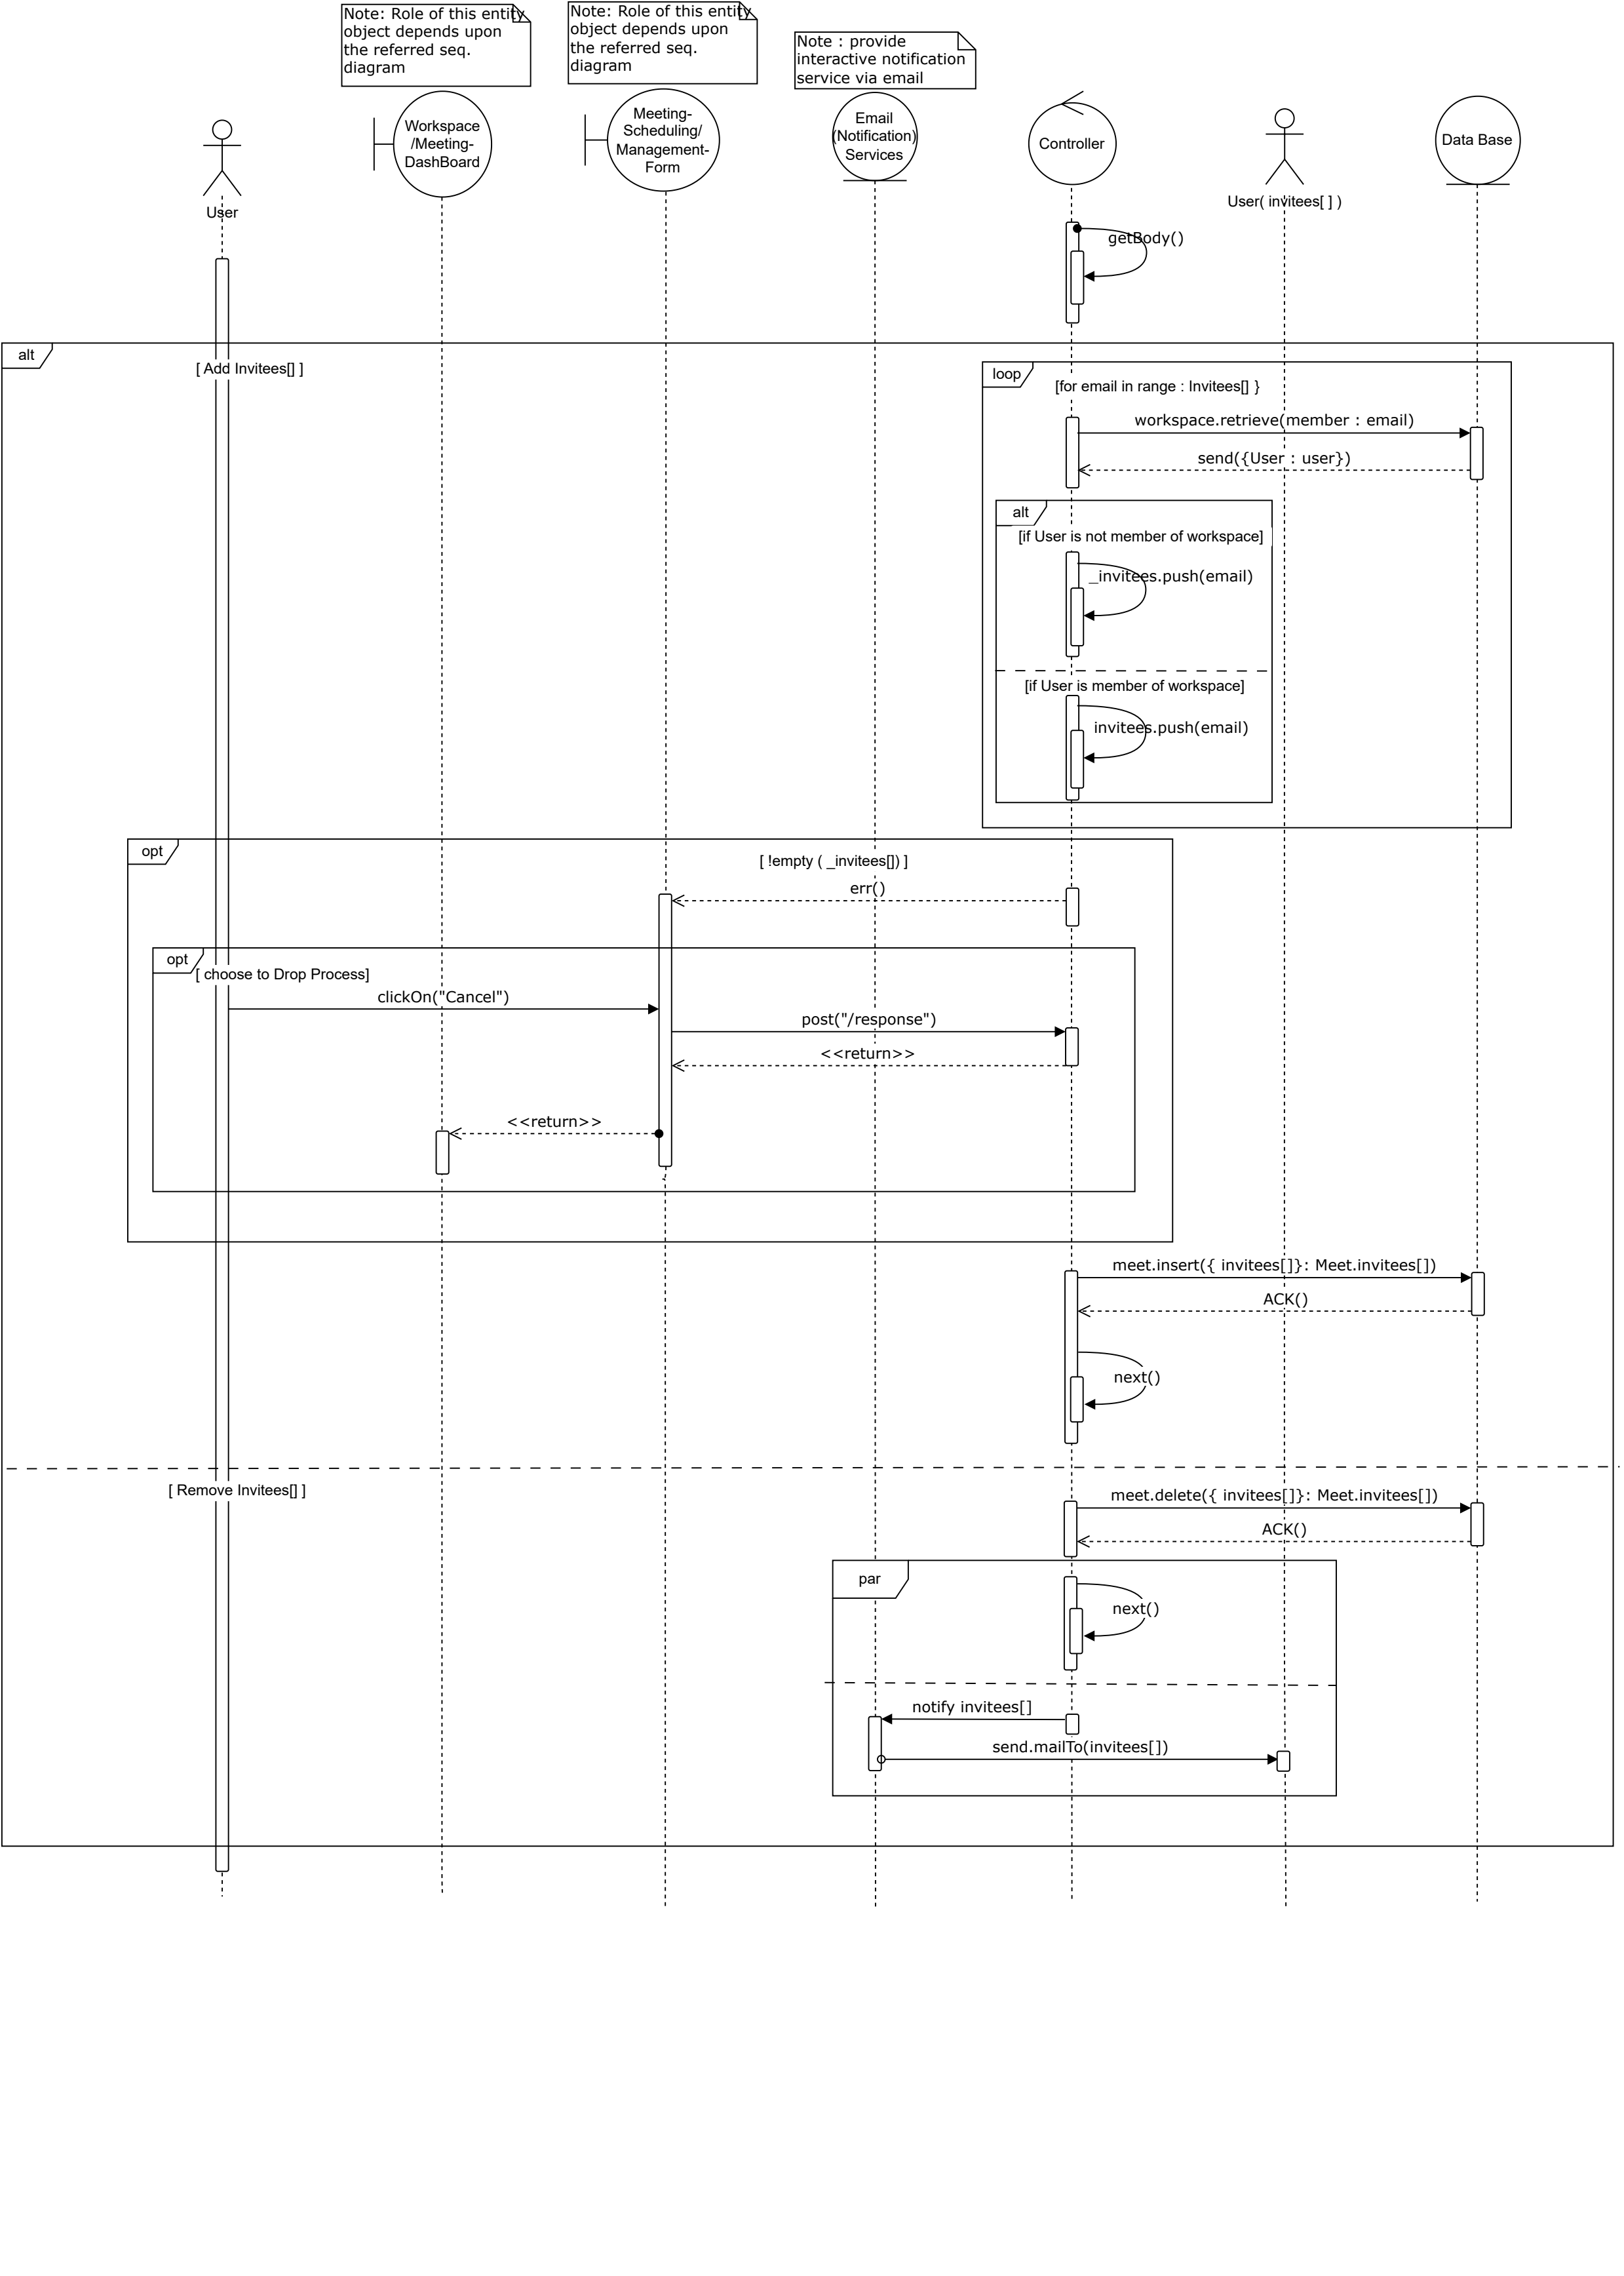 Note: Role of this entity
object depends upon
the referred seq.
diagram
Note: Role of this entity
object depends upon
the referred seq.
diagram
Note : provide
interactive notification
service via email
User
Workspace
/Meeting-
DashBoard
Meeting-
Scheduling/
Management-
Form
Email
(Notification)
Services
Controller
User( invitees[ ] )
Data Base
getBody()
alt
[ Add Invitees[] ]
loop
[for email in range : Invitees[] }
workspace.retrieve(member : email)
send({User : user})
alt
[if User is not member of workspace]
_invitees.push(email)
[if User is member of workspace]
invitees.push(email)
opt
[ !empty ( _invitees[]) ]
err()
opt
[ choose to Drop Process]
clickOn("Cancel")
post("/response")
<<return>>
<<return>>
meet.insert({ invitees[]}: Meet.invitees[])
ACK()
next()
[ Remove Invitees[] ]
meet.delete({ invitees[]}: Meet.invitees[])
ACK()
par
next()
notify invitees[]
send.mailTo(invitees[])